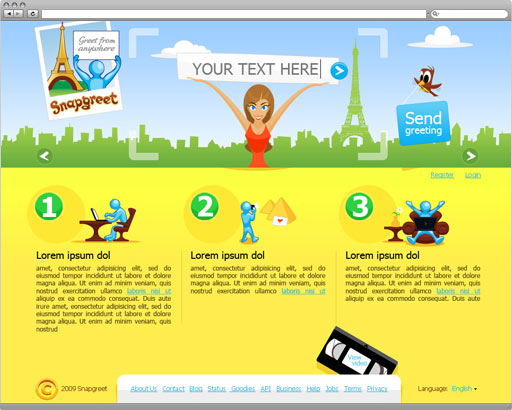 Greet from
anywhere
Snapgreet
YOUR TEXT HERE
Send
greeting
Register Login
1
2
3
Lorem ipsum dol
amet, consectetur adipisicing elit, sed do
eiusmod tempor incididunt ut labore et dolore
magna aliqua. Ut enim ad minim veniam, quis
nostrud exercitation ullamco laboris nisi ut
aliquip ex ea commodo consequat. Duis aute
irure amet, consectetur adipisicing elit, sed do
eiusmod tempor incididunt ut labore et dolore
magna aliqua. Ut enim ad minim veniam, quis
nostrud
Lorem ipsum dol
amet, consectetur adipisicing elit, sed do
eiusmod tempor incididunt ut labore et dolore
magna aliqua. Ut enim ad minim veniam, quis
nostrud exercitation ullamco laboris nisi ut
Lorem ipsum dol
amet, consectetur adipisicing elit, sed do
eiusmod tempor incididunt ut labore et dolore
magna aliqua. Ut enim ad minim veniam, quis
nostrud exercitation ullamco laboris nisi ut
aliquip ex ea commodo consequat.
View
video
© 2009 Snapgreet
About Us Contact Blog Status Goodies API Business Help Jobs Terms Privacy
Language: English